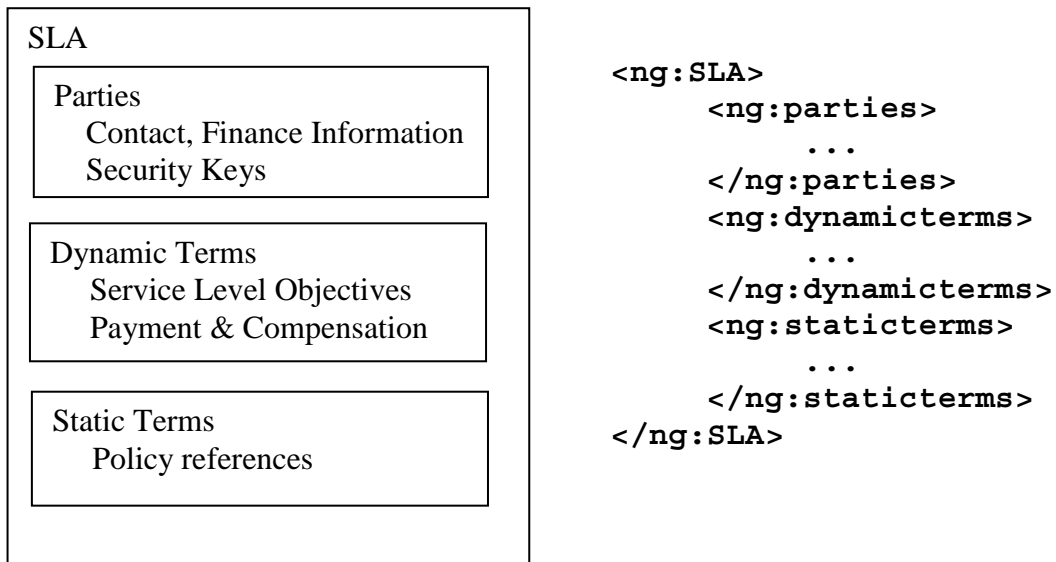 SLA
Parties
Contact, Finance Information
Security Keys
Dynamic Terms
Service Level Objectives
Payment & Compensation
Static Terms
Policy references
<ng:SLA>
<ng:parties>
...
</ng:parties>
<ng:dynamicterms>
...
</ng:dynamicterms>
<ng:staticterms>
...
</ng:staticterms>
</ng:SLA>